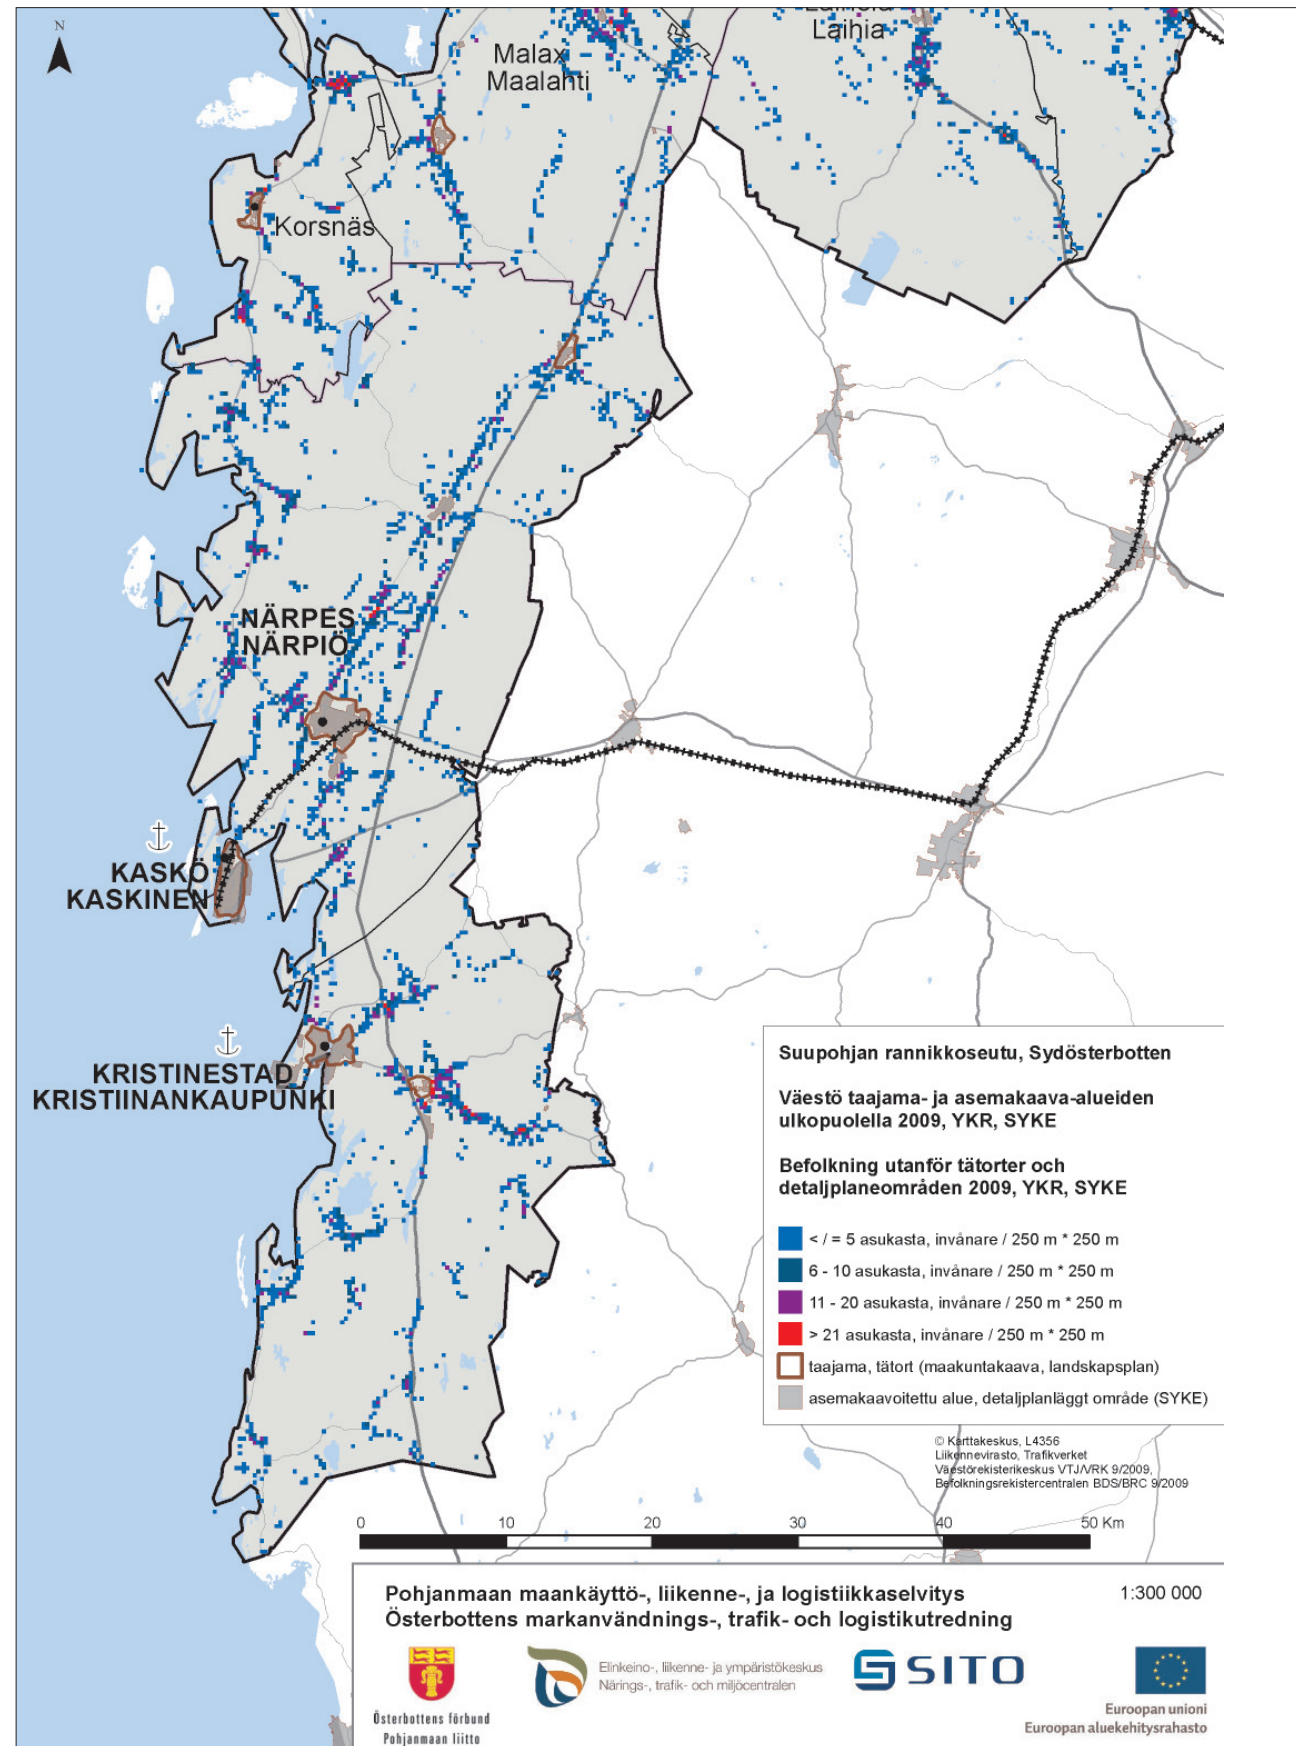 N
Malax
Maalahti
Laihia
Korsnäs
NÄRPES
NÄRPIÖ
KASKÖ
KASKINEN
KRISTINESTAD
KRISTIINANKAUPUNKI
Suupohjan rannikkoseutu, Sydösterbotten
Väestö taajama- ja asemakaava-alueiden
ulkopuolella 2009, YKR, SYKE
Befolkning utanför tätorter och
detaljplaneområden 2009, YKR, SYKE
< / = 5 asukasta, invånare / 250 m * 250 m
6 - 10 asukasta, invånare / 250 m * 250 m
11 - 20 asukasta, invånare / 250 m * 250 m
> 21 asukasta, invånare / 250 m * 250 m
taajama, tätort (maakuntakaava, landskapsplan)
asemakaavoitettu alue, detaljplanläggt område (SYKE)
© Karttakeskus, L4356
Liikennevirasto, Trafikverket
Väestörekisterikeskus VTJ/VRK 9/2009,
Befolkningsregistercentralen BDS/BRC 9/2009
0 10 20 30 40 50 Km
Pohjanmaan maankäyttö-, liikenne-, ja logistiikkaselvitys
1:300 000
Österbottens markanvändnings-, trafik- och logistikutredning
Österbottens förbund
Pohjanmaan liitto
Elinkeino-, liikenne- ja ympäristökeskus
Närings-, trafik- och miljöcentralen
SITO
Euroopan unioni
Euroopan aluekehitysrahasto